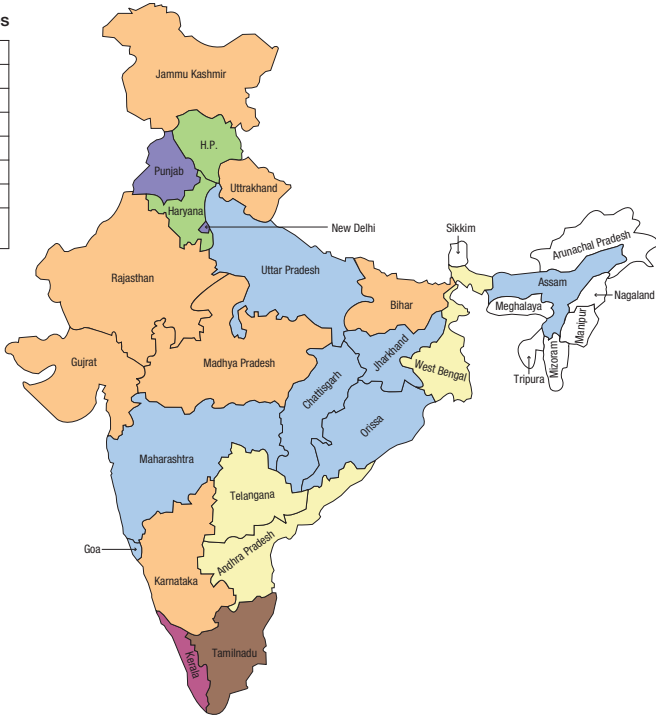 S
Jammu Kashmir
H.P.
Punjab
Uttrakhand
Haryana
New Delhi
Sikkim
Arunachal Pradesh
Rajasthan
Uttar Pradesh
Assam
Nagaland
Bihar
Meghalaya
Manipur
Gujrat
Madhya Pradesh
Jharkhand
West Bengal
Chattisgarh
Tripura
Mizoram
Orissa
Maharashtra
Telangana
Goa
Andhra Pradesh
Karnataka
Kerala
Tamilnadu